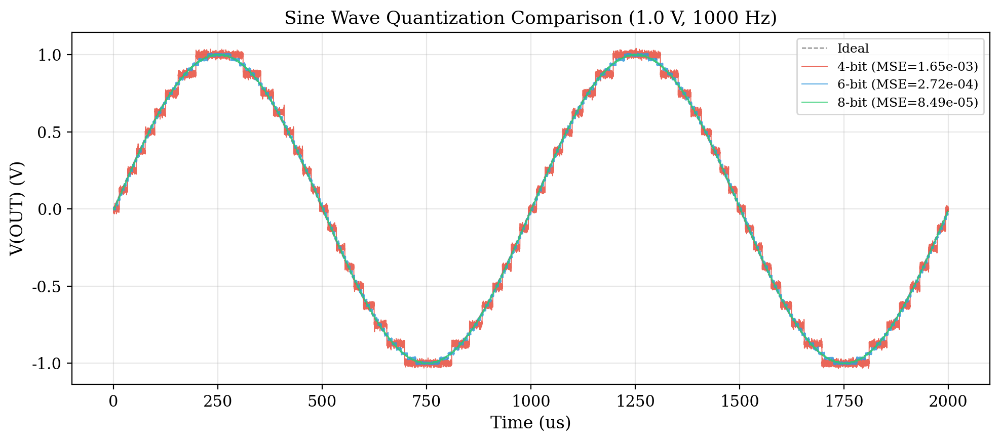 Sine Wave Quantization Comparison (1.0 V, 1000 Hz)
Ideal
4-bit (MSE=1.65e-03)
6-bit (MSE=2.72e-04)
8-bit (MSE=8.49e-05)
V(OUT) (V)
1.0
0.5
0.0
-0.5
-1.0
0 250 500 750 1000 1250 1500 1750 2000
Time (us)